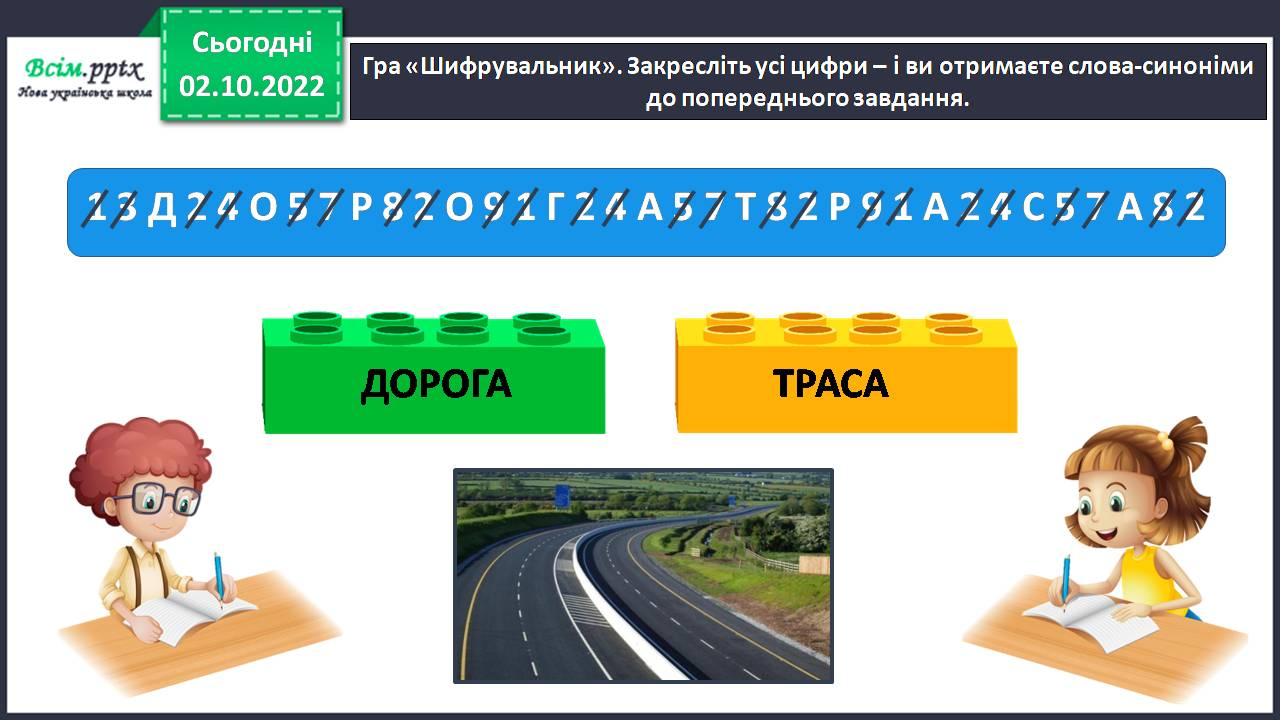 Сьогодні
02.10.2022
Всім.pptx
Нова українська школа
Гра «Шифрувальник». Закресліть усі цифри – і ви отримаєте слова-синоніми
до попереднього завдання.
1 3 Д 2 4 О 5 7 Р 8 2 О 9 1 Г 2 4 А 5 7 Т 8 2 Р 9 1 А 2 4 С 5 7 А 8 2
ДОРОГА
ТРАСА